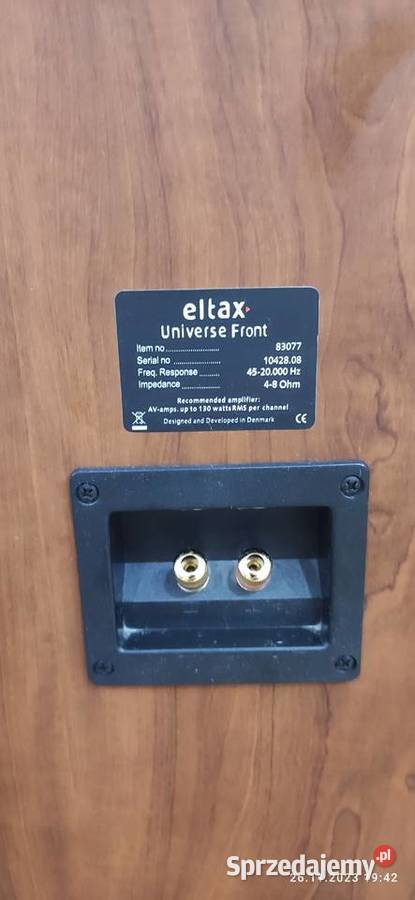 eltax
Universe Front
Item no ........................ 83077
Serial no ........................ 10428.08
Freq. Response ......... 45-20.000 Hz
Impedance .................. 4-8 Ohm
Recommended amplifier:
AV-amps. up to 130 watts RMS per channel
Designed and Developed in Denmark CE
Sprzedajemy.pl
26.11.2023 19:42